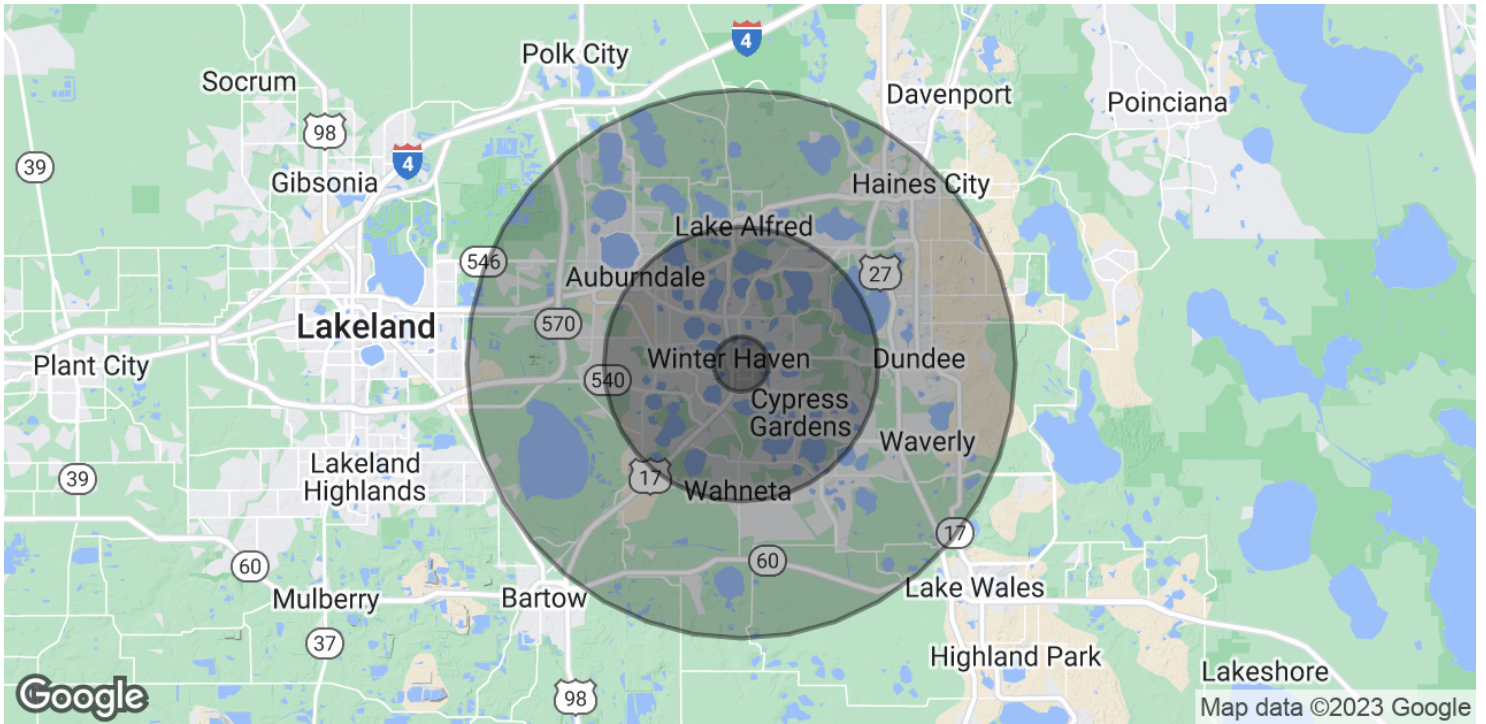 Polk City
4
Socrum
Davenport
Poinciana
98
4
39
Gibsonia
Haines City
Lake Alfred
546
Auburndale
27
570
Lakeland
Plant City
Winter Haven
Dundee
540
Cypress
Gardens
Waverly
Lakeland
Highlands
39
17
Wahneta
17
60
60
Mulberry
Bartow
Lake Wales
37
Highland Park
Lakeshore
98
Google
Map data ©2023 Google